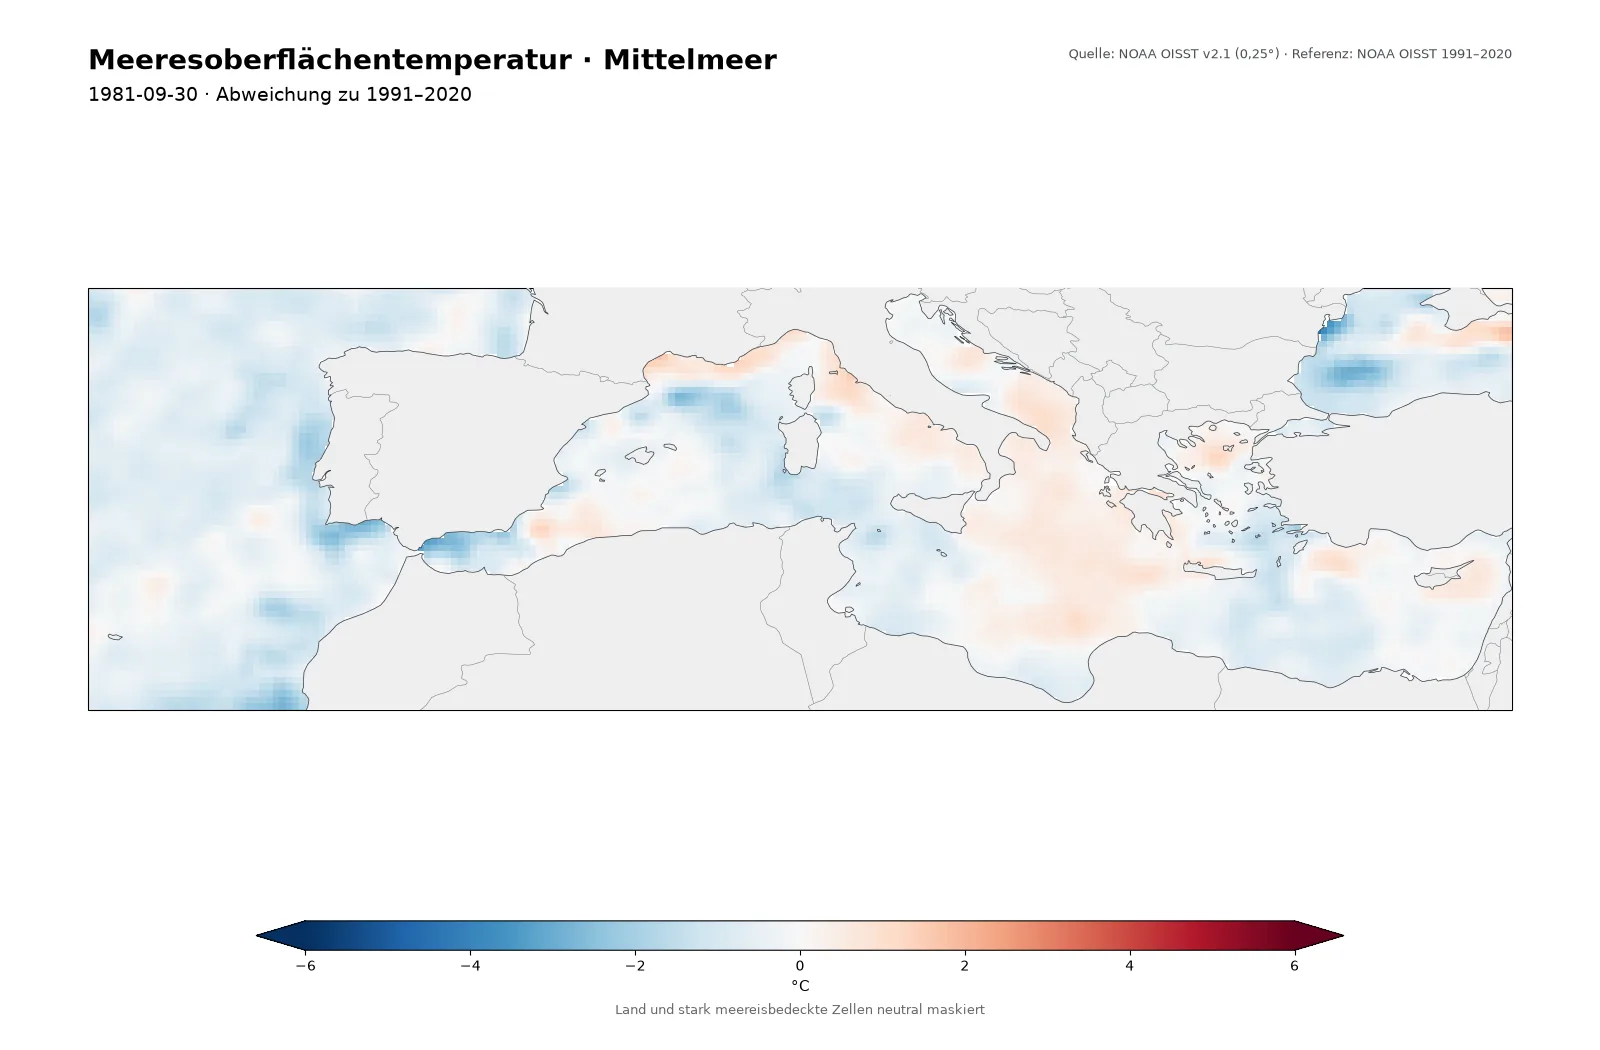 Meeresoberflächentemperatur · Mittelmeer
Quelle: NOAA OISST v2.1 (0,25°) · Referenz: NOAA OISST 1991–2020
1981-09-30 · Abweichung zu 1991–2020
−6 −4 −2 0 2 4 6
°C
Land und stark meereisbedeckte Zellen neutral maskiert